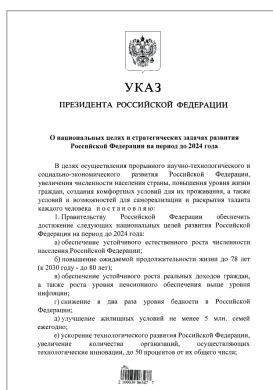 УКАЗ
ПРЕЗИДЕНТА РОССИЙСКОЙ ФЕДЕРАЦИИ
О национальных целях и стратегических задачах развития
Российской Федерации на период до 2024 года
В целях осуществления прорывного научно-технологического и
социально-экономического развития Российской Федерации,
увеличения численности населения страны, повышения уровня жизни
граждан, создания комфортных условий для их проживания, а также
условий и возможностей для самореализации и раскрытия таланта
каждого человека п о с т а н о в л я ю :
1. Правительству Российской Федерации обеспечить
достижение следующих национальных целей развития Российской
Федерации на период до 2024 года:
а) обеспечение устойчивого естественного роста численности
населения Российской Федерации;
б) повышение ожидаемой продолжительности жизни до 78 лет
(к 2030 году - до 80 лет);
в) обеспечение устойчивого роста реальных доходов граждан,
а также роста уровня пенсионного обеспечения выше уровня
инфляции;
г) снижение в два раза уровня бедности в Российской
Федерации;
д) улучшение жилищных условий не менее 5 млн. семей
ежегодно;
е) ускорение технологического развития Российской Федерации,
увеличение количества организаций, осуществляющих
технологические инновации, до 50 процентов от их общего числа;